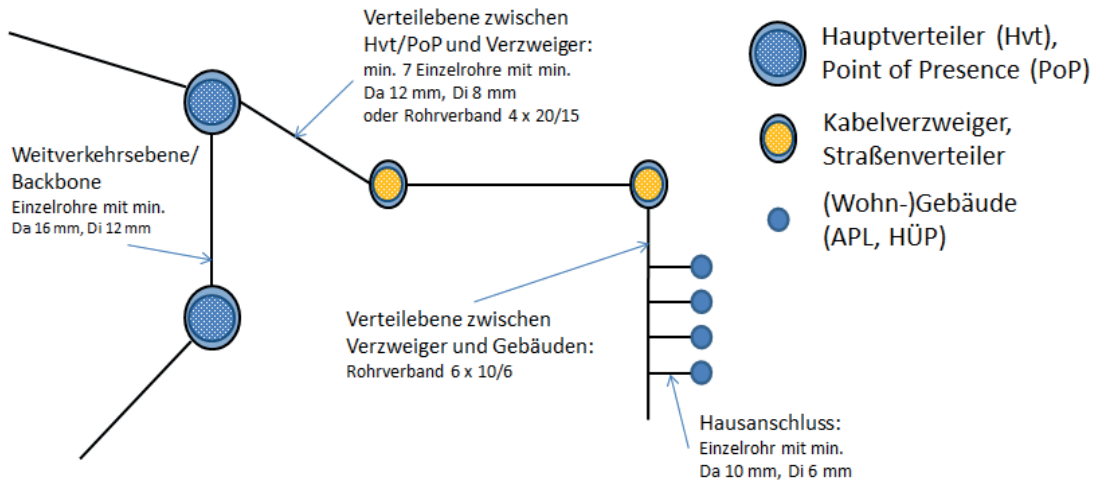 Verteilebene zwischen
Hvt/PoP und Verzweiger:
min. 7 Einzelrohre mit min.
Da 12 mm, Di 8 mm
oder Rohrverband 4 x 20/15
Hauptverteiler (Hvt),
Point of Presence (PoP)
Kabelverzweiger,
Straßenverteiler
(Wohn-)Gebäude
(APL, HÜP)
Weitverkehrsebene/
Backbone
Einzelrohre mit min.
Da 16 mm, Di 12 mm
Verteilebene zwischen
Verzweiger und Gebäuden:
Rohrverband 6 x 10/6
Hausanschluss:
Einzelrohr mit min.
Da 10 mm, Di 6 mm